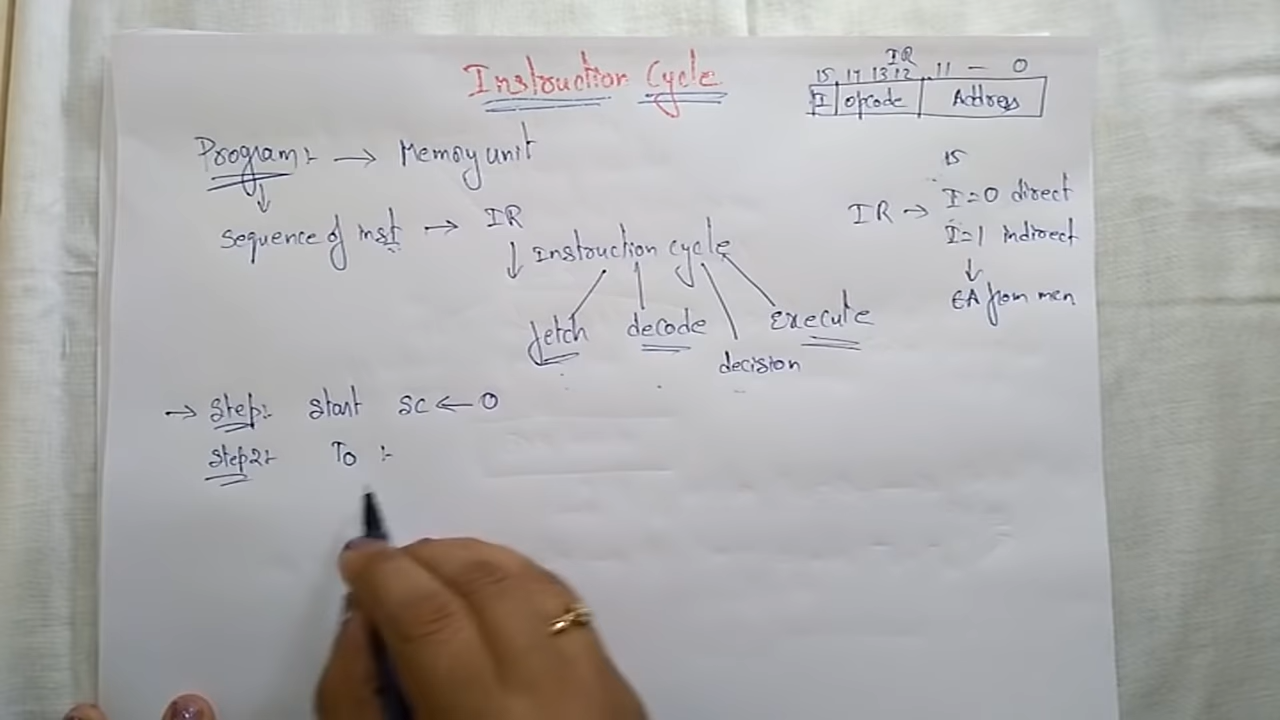 Instruction Cycle
IR
15 14 13 12 11 — 0
I opcode Address
Program:- → Memory unit
↓
sequence of inst → IR
↓ Instruction cycle
fetch decode execute
decision
15
IR → I=0 direct
I=1 indirect
↓
EA from mem
→ Step:- start SC ← 0
Step2:- T0 :-